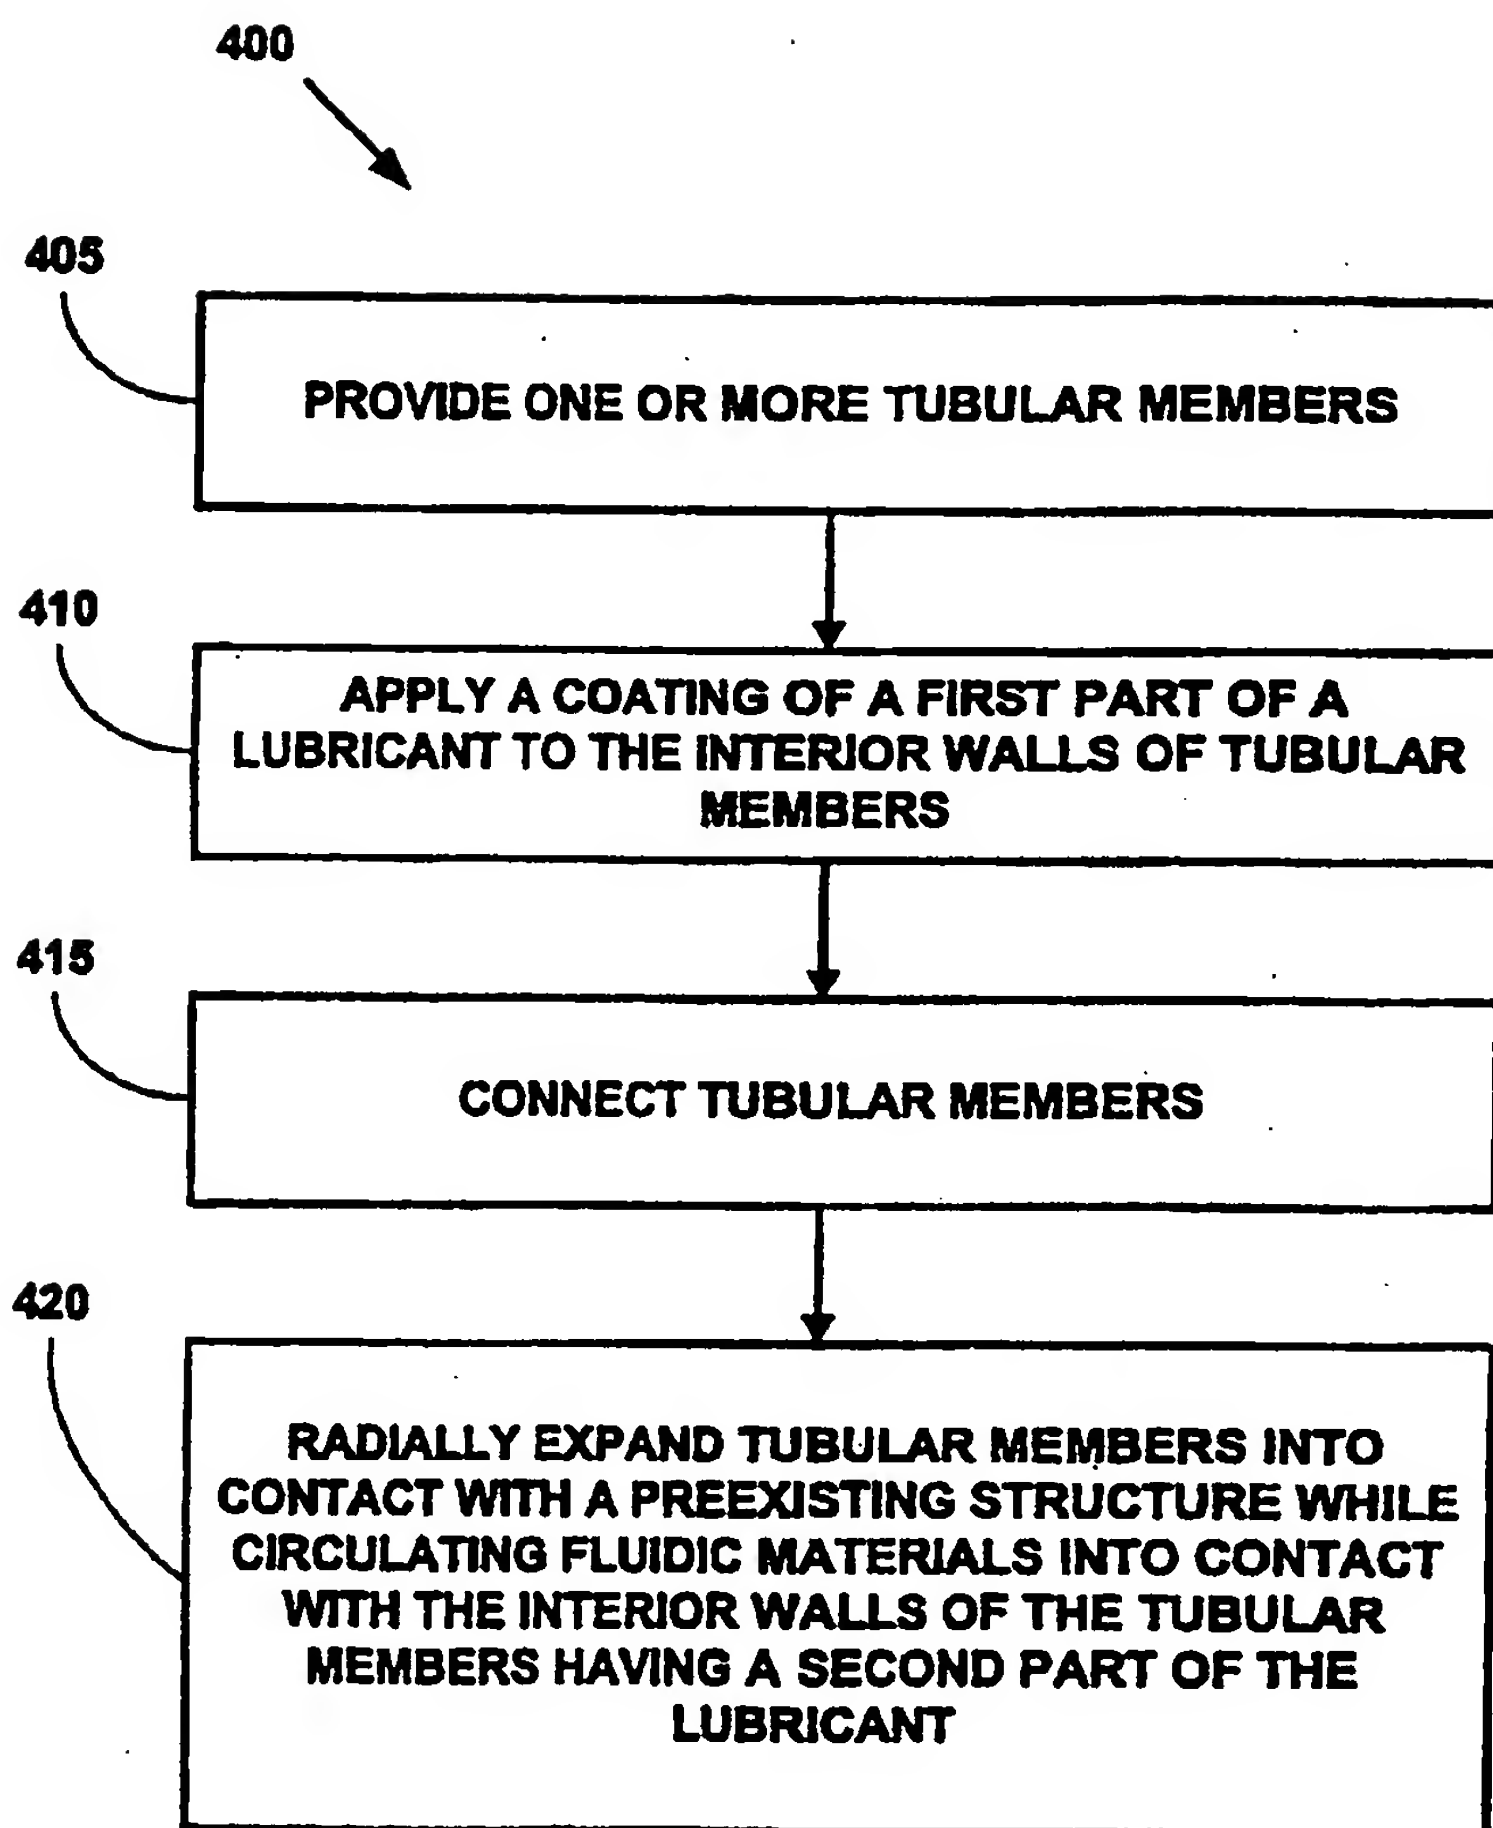 400
405
PROVIDE ONE OR MORE TUBULAR MEMBERS
410
APPLY A COATING OF A FIRST PART OF A
LUBRICANT TO THE INTERIOR WALLS OF TUBULAR
MEMBERS
415
CONNECT TUBULAR MEMBERS
420
RADIALLY EXPAND TUBULAR MEMBERS INTO
CONTACT WITH A PREEXISTING STRUCTURE WHILE
CIRCULATING FLUIDIC MATERIALS INTO CONTACT
WITH THE INTERIOR WALLS OF THE TUBULAR
MEMBERS HAVING A SECOND PART OF THE
LUBRICANT